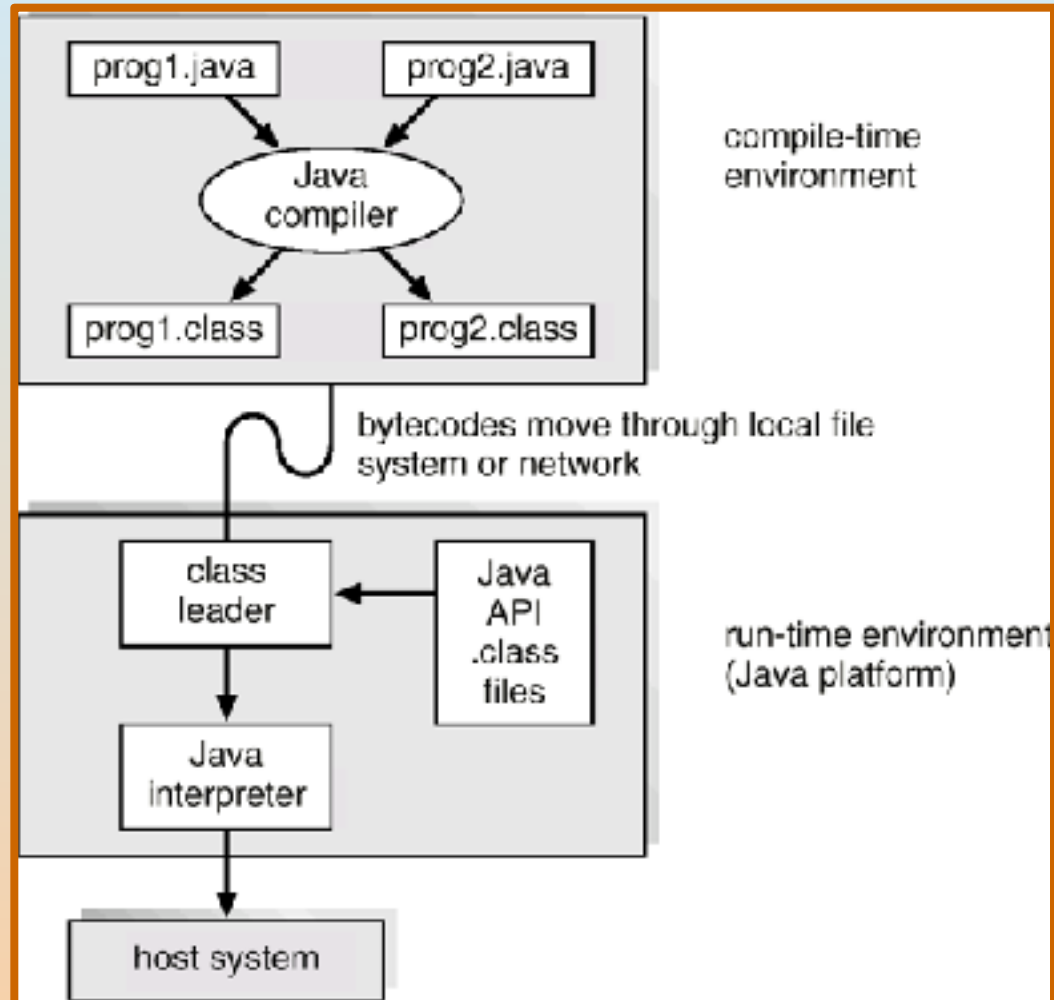 prog1.java
prog2.java
Java
compiler
compile-time
environment
prog1.class
prog2.class
bytecodes move through local file
system or network
class
leader
Java
API
.class
files
run-time environment
(Java platform)
Java
interpreter
host system